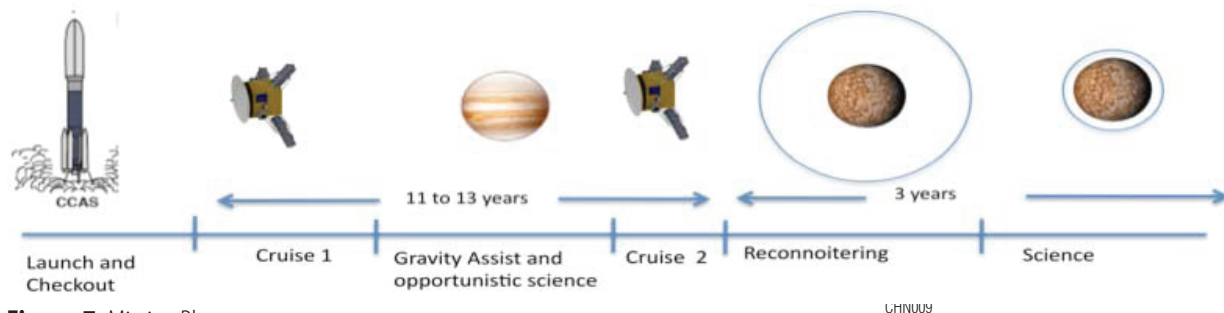 CCAS
11 to 13 years
3 years
Launch and
Checkout
Cruise 1
Gravity Assist and
opportunistic science
Cruise 2
Reconnoitering
Science
CHN009